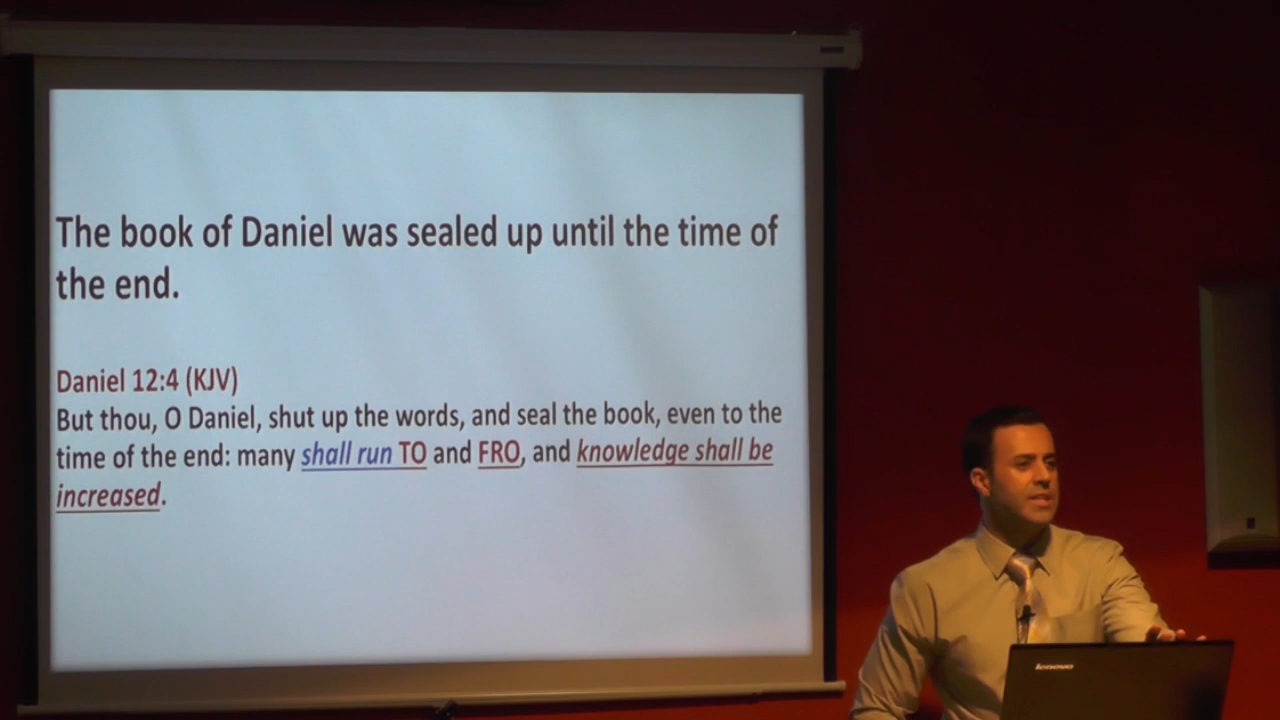 The book of Daniel was sealed up until the time of
the end.
Daniel 12:4 (KJV)
But thou, O Daniel, shut up the words, and seal the book, even to the
time of the end: many shall run TO and FRO, and knowledge shall be
increased.
lenovo